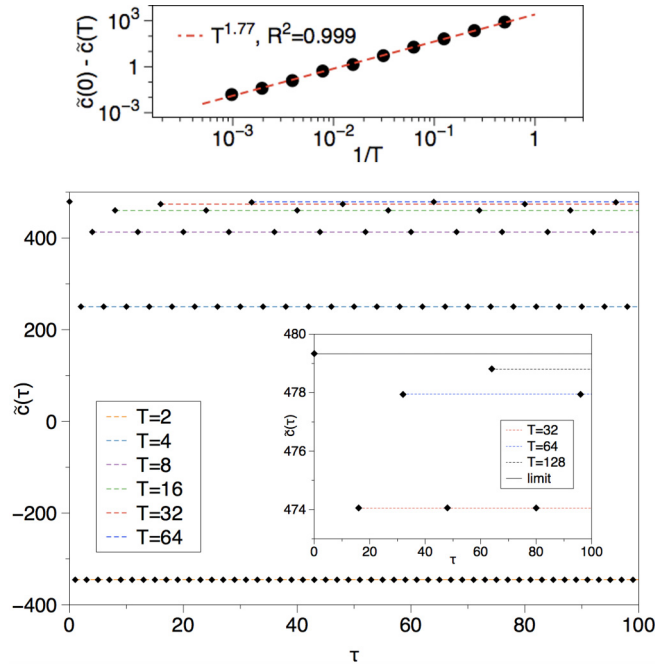 10³
1
10⁻³
c̃(0) - c̃(T)
T^1.77, R²=0.999
10⁻³ 10⁻² 10⁻¹ 1
1/T
400
200
0
−200
−400
c̃(τ)
T=2
T=4
T=8
T=16
T=32
T=64
480
478
476
474
c̃(τ)
T=32
T=64
T=128
limit
0 20 40 60 80 100
τ
0 20 40 60 80 100
τ